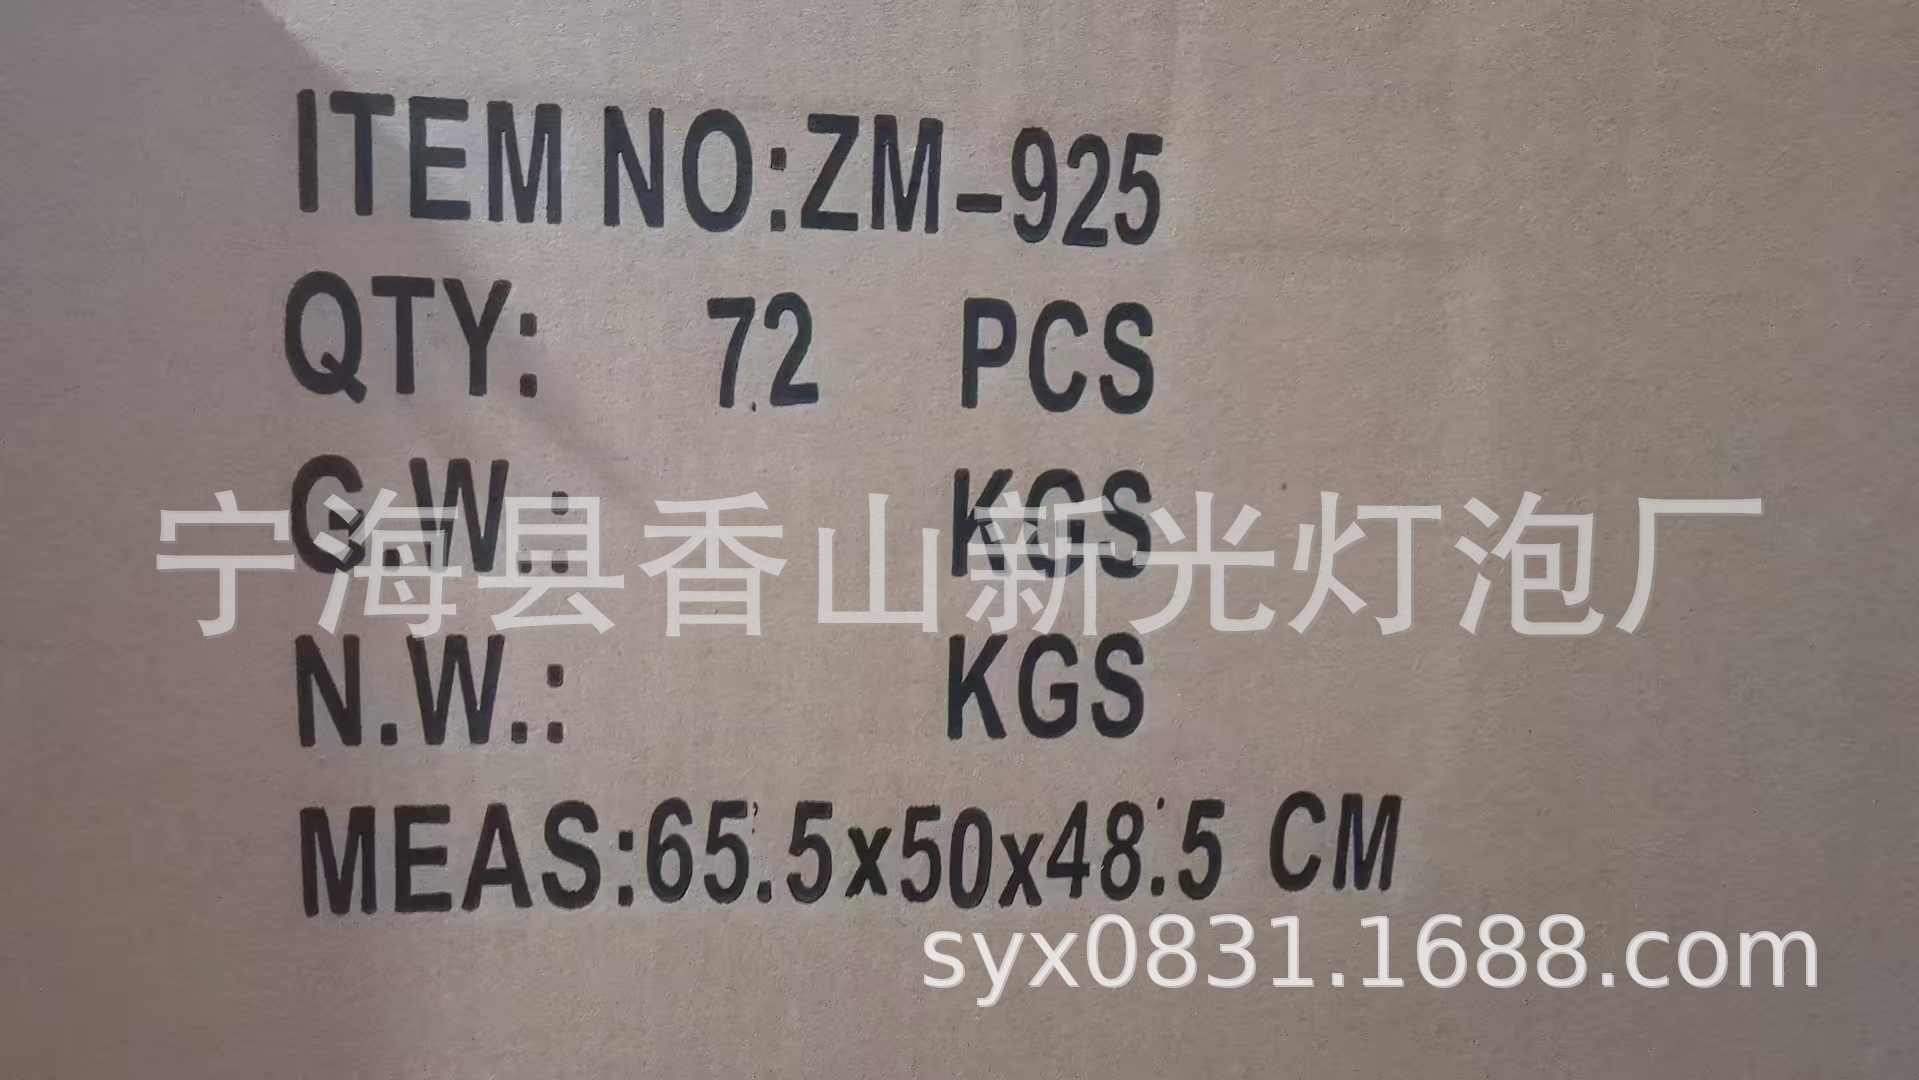 ITEM NO:ZM-925
QTY: 72 PCS
G.W.: KGS
宁海县香山新光灯泡厂
N.W.: KGS
MEAS:65.5x50x48.5 CM
syx0831.1688.com